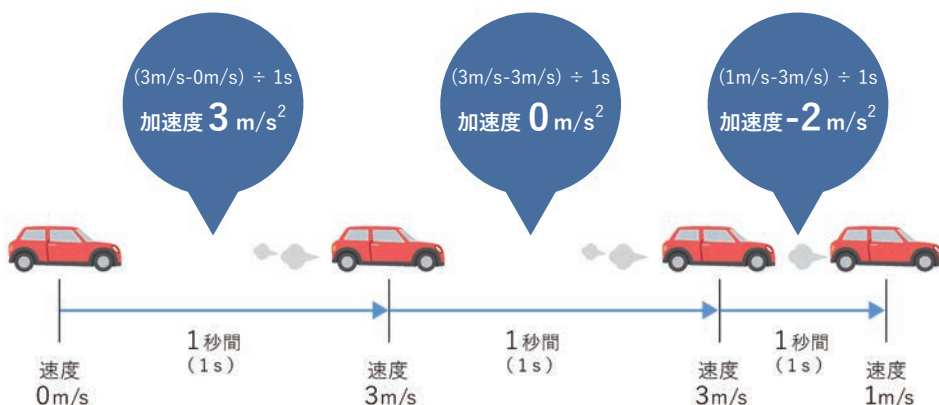 (3m/s-0m/s) ÷ 1s
加速度 3 m/s²
(3m/s-3m/s) ÷ 1s
加速度 0 m/s²
(1m/s-3m/s) ÷ 1s
加速度 -2 m/s²
1秒間
(1s)
1秒間
(1s)
1秒間
(1s)
速度
0m/s
速度
3m/s
速度
3m/s
速度
1m/s